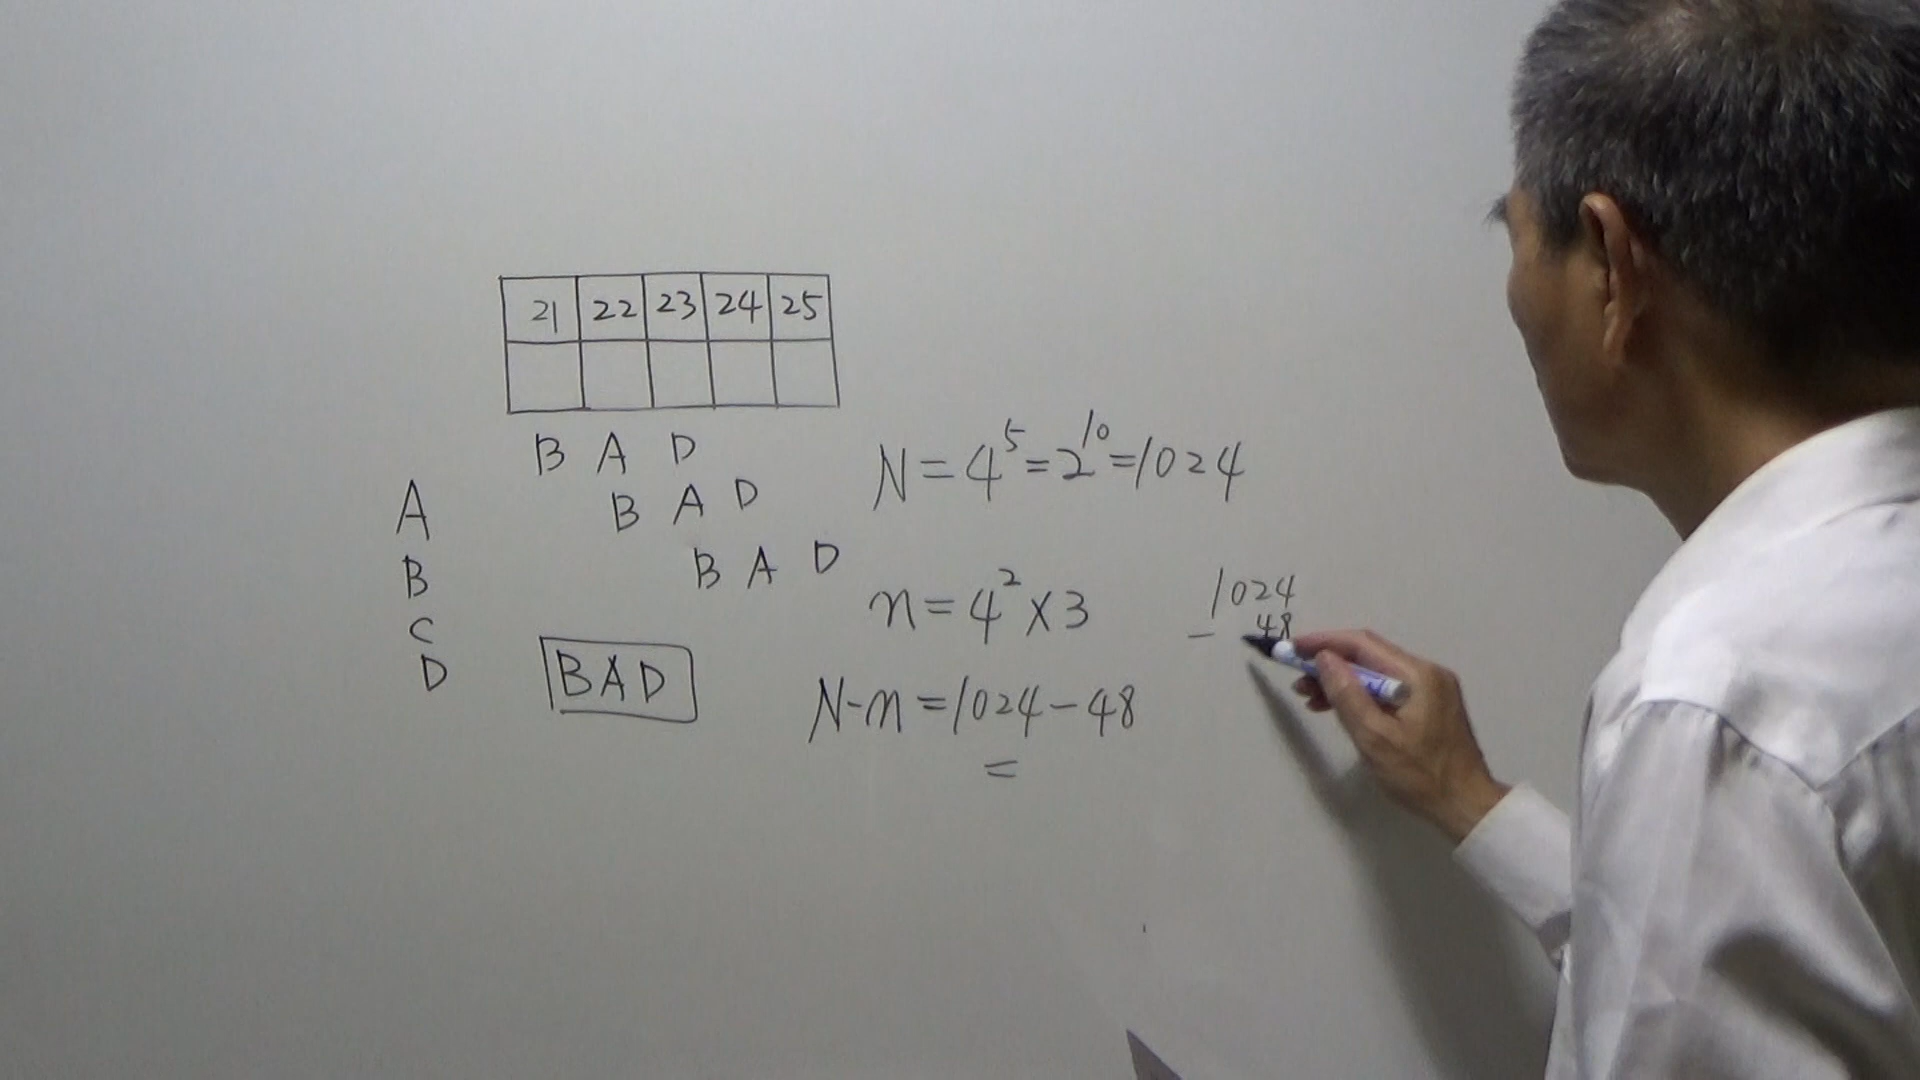 21 22 23 24 25
B A D
B A D
B A D
A
B
C
D
BAD
N=4^5=2^10=1024
n=4^2×3
N-n=1024-48
=
1024
- 48